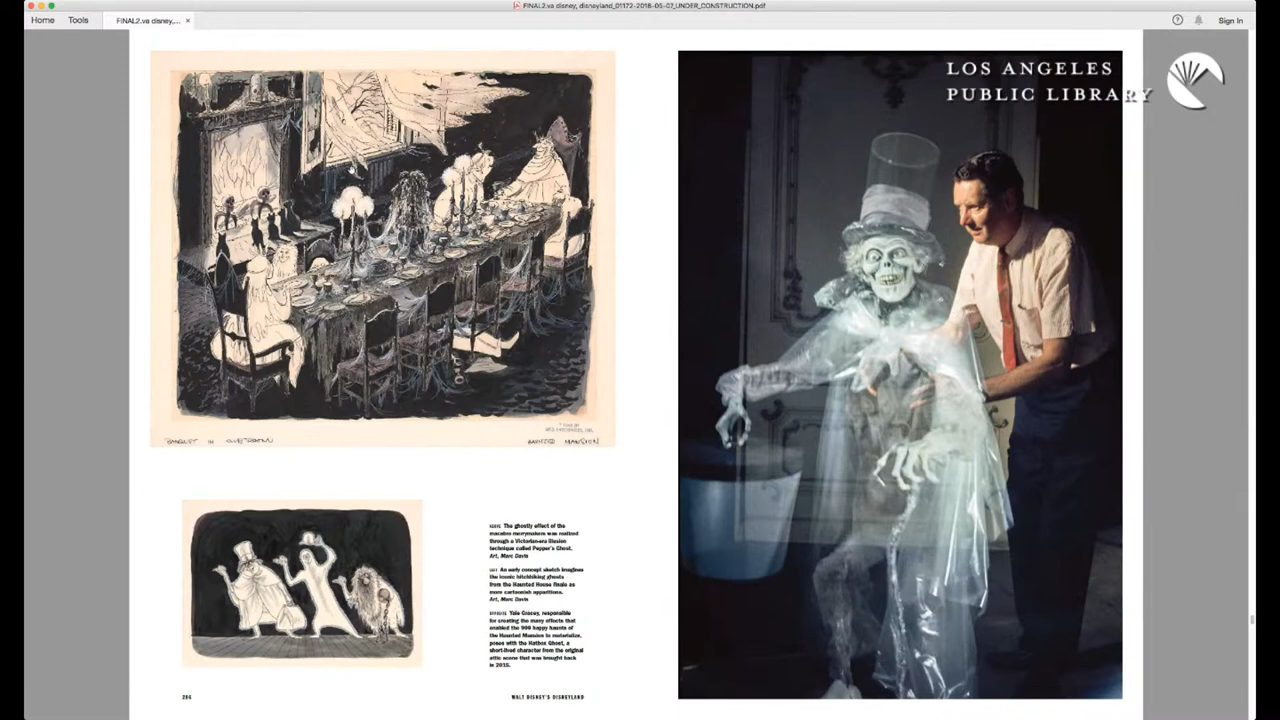 FINAL2.va disney, disneyland_01172-2018-05-07_UNDER_CONSTRUCTION.pdf
Home Tools FINAL2.va disney,... × Sign In
LOS ANGELES
PUBLIC LIBRARY
BANQUET IN
HAUNTED MANSION
ABOVE The ghostly effect of the
macabre merrymakers was realized
through a Victorian-era illusion
technique called Pepper's Ghost.
Art, Marc Davis
LEFT An early concept sketch imagines
the iconic hitchhiking ghosts
from the Haunted House finale as
more cartoonish apparitions.
Art, Marc Davis
OPPOSITE Yale Gracey, responsible
for creating the many effects that
enabled the 999 happy haunts of
the Haunted Mansion to materialize,
poses with the Hatbox Ghost, a
short-lived character from the original
attic scene that was brought back
in 2015.
286 WALT DISNEY'S DISNEYLAND